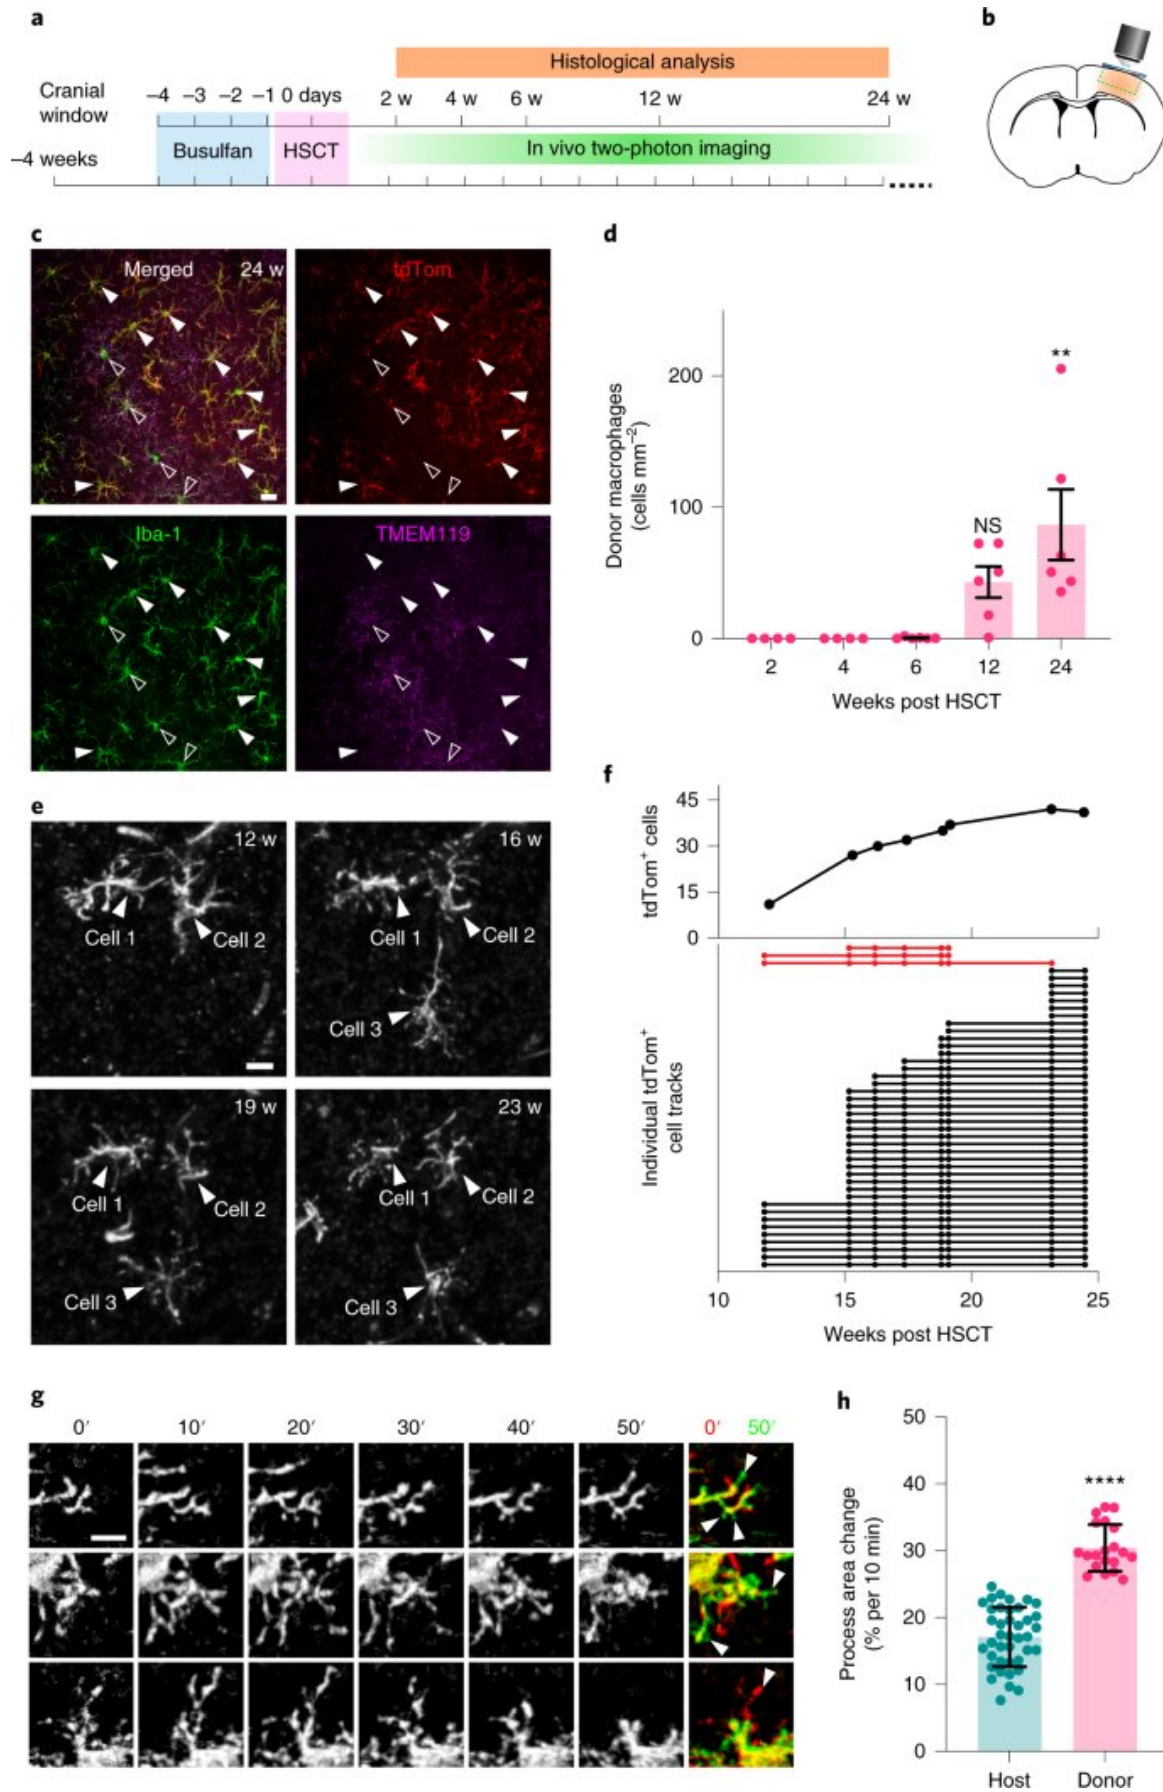 a
b
Histological analysis
Cranial window
–4 –3 –2 –1 0 days 2 w 4 w 6 w 12 w 24 w
–4 weeks
Busulfan HSCT In vivo two-photon imaging
c
Merged 24 w
tdTom
Iba-1
TMEM119
d
Donor macrophages
(cells mm⁻²)
200
100
0
NS
**
2 4 6 12 24
Weeks post HSCT
e
12 w
Cell 1
Cell 2
16 w
Cell 1
Cell 2
Cell 3
19 w
Cell 1
Cell 2
Cell 3
23 w
Cell 1
Cell 2
Cell 3
f
tdTom⁺ cells
45
30
15
0
Individual tdTom⁺
cell tracks
10 15 20 25
Weeks post HSCT
g
0′ 10′ 20′ 30′ 40′ 50′ 0′ 50′
h
Process area change
(% per 10 min)
50
40
30
20
10
0
****
Host Donor